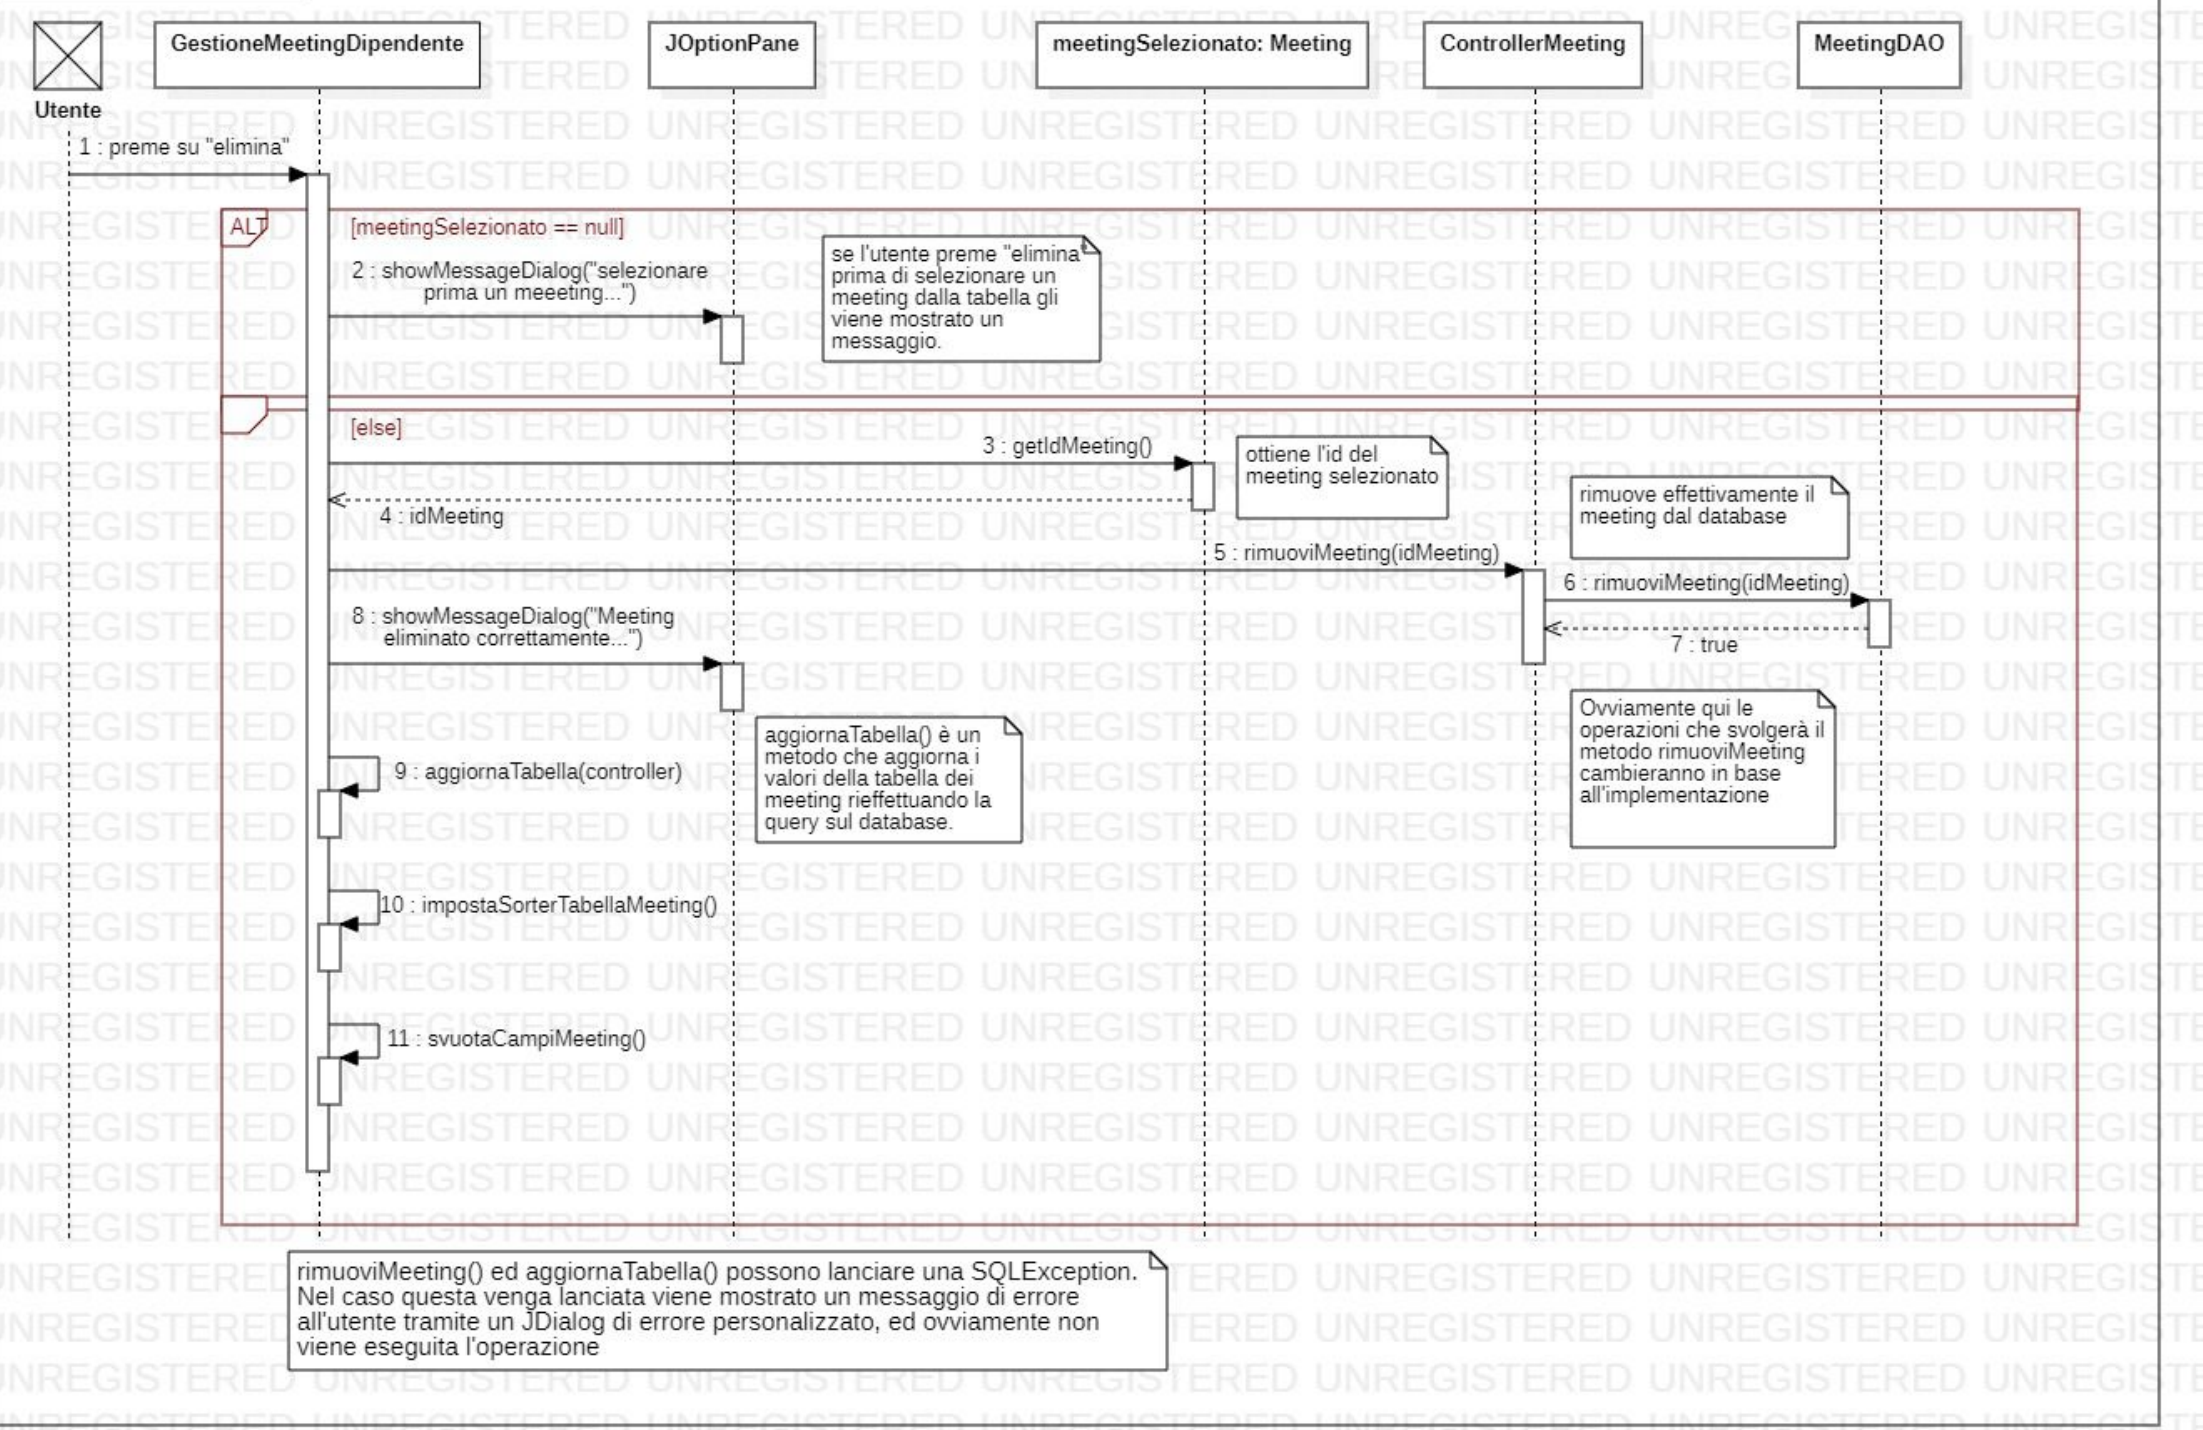 GestioneMeetingDipendente
JOptionPane
meetingSelezionato: Meeting
ControllerMeeting
MeetingDAO
Utente
1 : preme su "elimina"
ALT
[meetingSelezionato == null]
2 : showMessageDialog("selezionare
prima un meeeting...")
se l'utente preme "elimina"
prima di selezionare un
meeting dalla tabella gli
viene mostrato un
messaggio.
[else]
3 : getIdMeeting()
ottiene l'id del
meeting selezionato
4 : idMeeting
rimuove effettivamente il
meeting dal database
5 : rimuoviMeeting(idMeeting)
6 : rimuoviMeeting(idMeeting)
7 : true
8 : showMessageDialog("Meeting
eliminato correttamente...")
Ovviamente qui le
operazioni che svolgerà il
metodo rimuoviMeeting
cambieranno in base
all'implementazione
aggiornaTabella() è un
metodo che aggiorna i
valori della tabella dei
meeting rieffettuando la
query sul database.
9 : aggiornaTabella(controller)
10 : impostaSorterTabellaMeeting()
11 : svuotaCampiMeeting()
rimuoviMeeting() ed aggiornaTabella() possono lanciare una SQLException.
Nel caso questa venga lanciata viene mostrato un messaggio di errore
all'utente tramite un JDialog di errore personalizzato, ed ovviamente non
viene eseguita l'operazione
UNREGISTERED